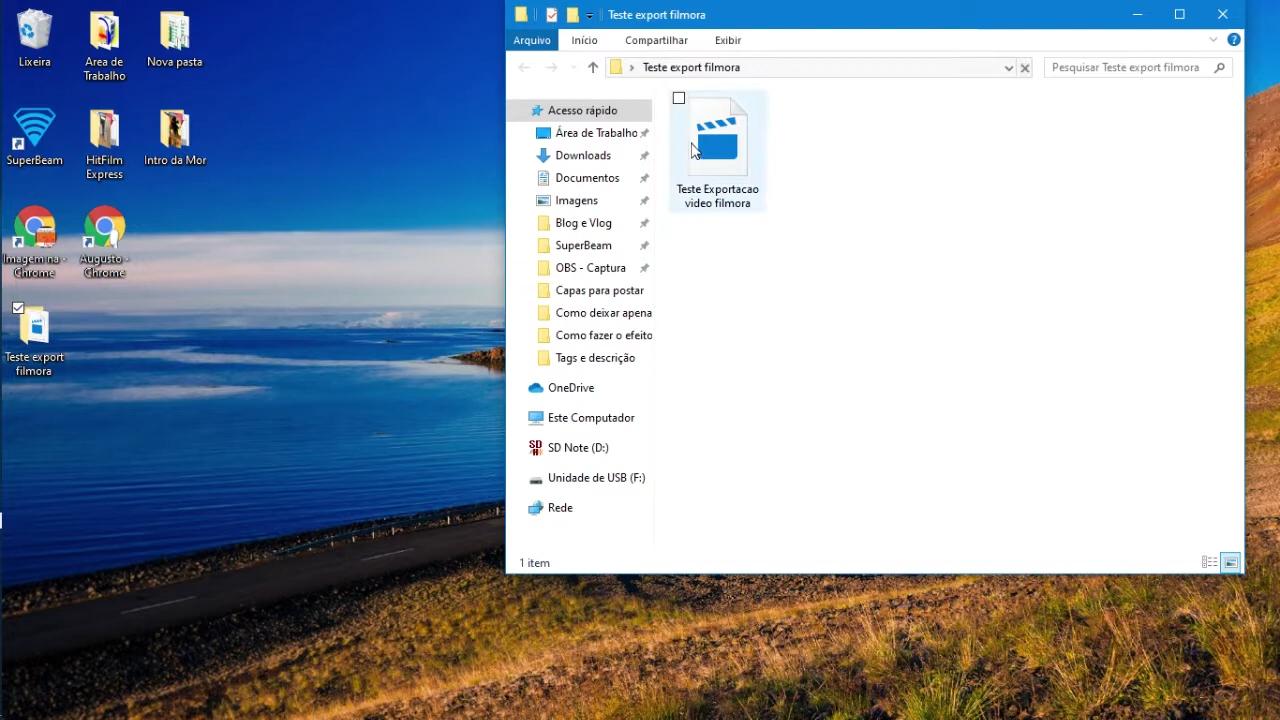 Lixeira
Area de
Trabalho
Nova pasta
SuperBeam
HitFilm
Express
Intro da Mor
Imagem na -
Chrome
Augusto -
Chrome
Teste export
filmora
Teste export filmora
Arquivo
Início
Compartilhar
Exibir
Teste export filmora
Pesquisar Teste export filmora
Acesso rápido
Área de Trabalho
Downloads
Documentos
Imagens
Blog e Vlog
SuperBeam
OBS - Captura
Capas para postar
Como deixar apena
Como fazer o efeito
Tags e descrição
OneDrive
Este Computador
SD Note (D:)
Unidade de USB (F:)
Rede
Teste Exportacao
video filmora
1 item